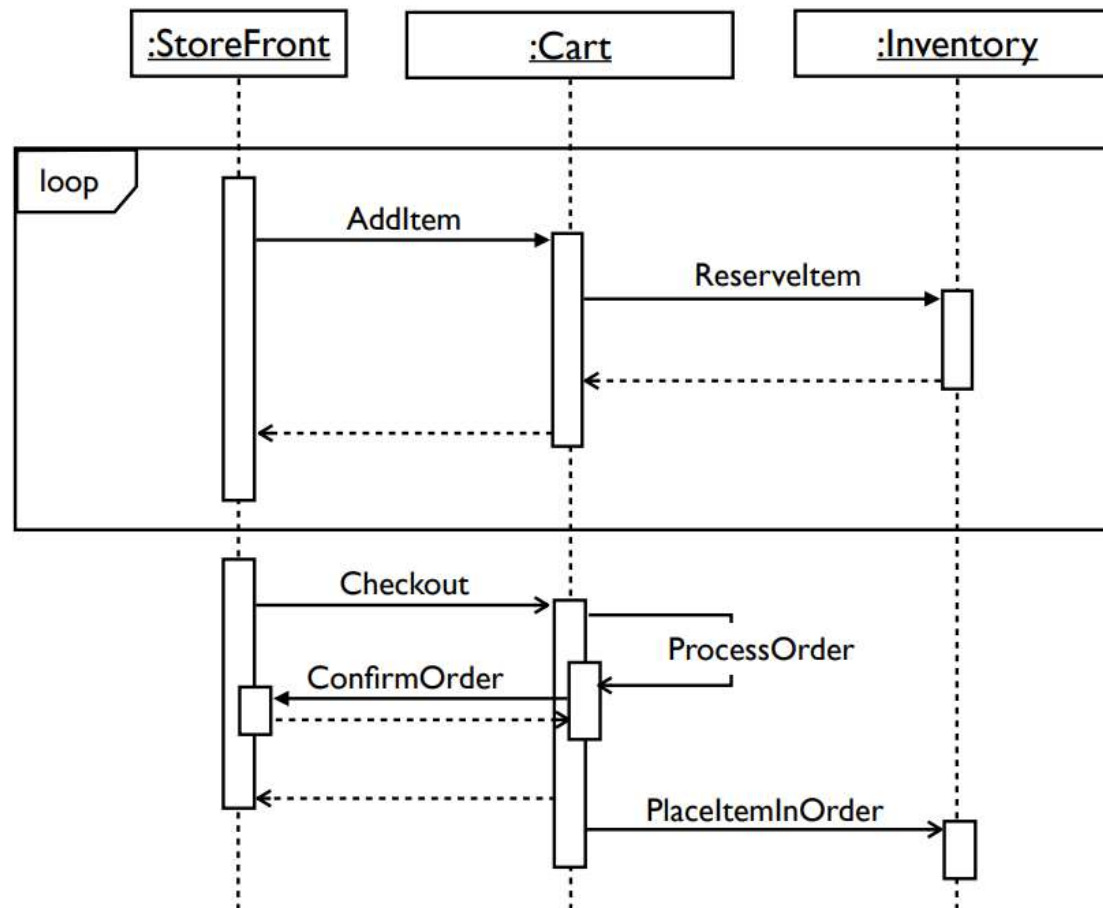 :StoreFront
:Cart
:Inventory
loop
AddItem
ReserveItem
Checkout
ProcessOrder
ConfirmOrder
PlaceItemInOrder